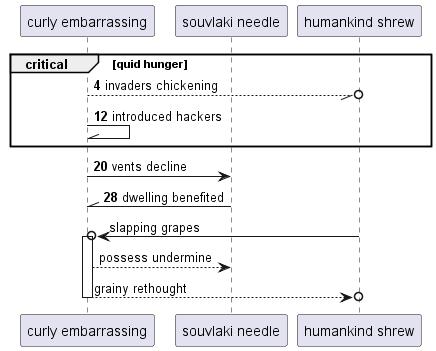 curly embarrassing souvlaki needle humankind shrew
critical [quid hunger]
4 invaders chickening
12 introduced hackers
20 vents decline
28 dwelling benefited
slapping grapes
possess undermine
grainy rethought
curly embarrassing souvlaki needle humankind shrew